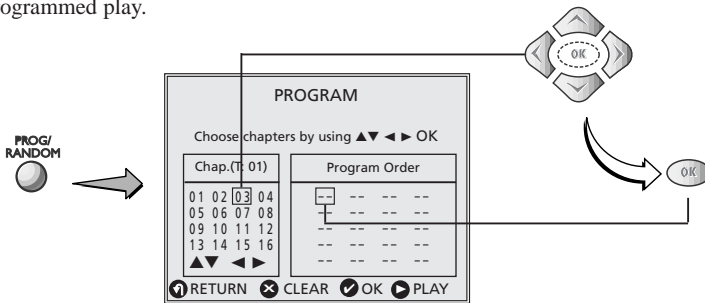 ogrammed play.
PROG/
RANDOM
PROGRAM
Choose chapters by using ▲▼ ◄ ► OK
Chap.(T: 01)
01 02 03 04
05 06 07 08
09 10 11 12
13 14 15 16
▲▼ ◄ ►
Program Order
-- -- -- --
-- -- -- --
-- -- -- --
-- -- -- --
-- -- -- --
RETURN CLEAR OK PLAY
OK
OK